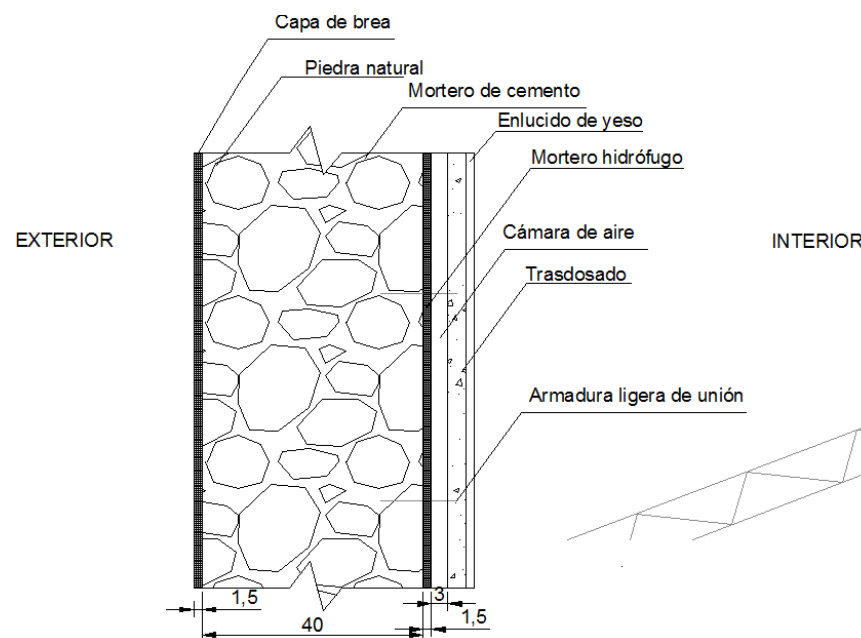 Capa de brea
Piedra natural
Mortero de cemento
Enlucido de yeso
Mortero hidrófugo
EXTERIOR
Cámara de aire
INTERIOR
Trasdosado
Armadura ligera de unión
1,5
3
40
1,5